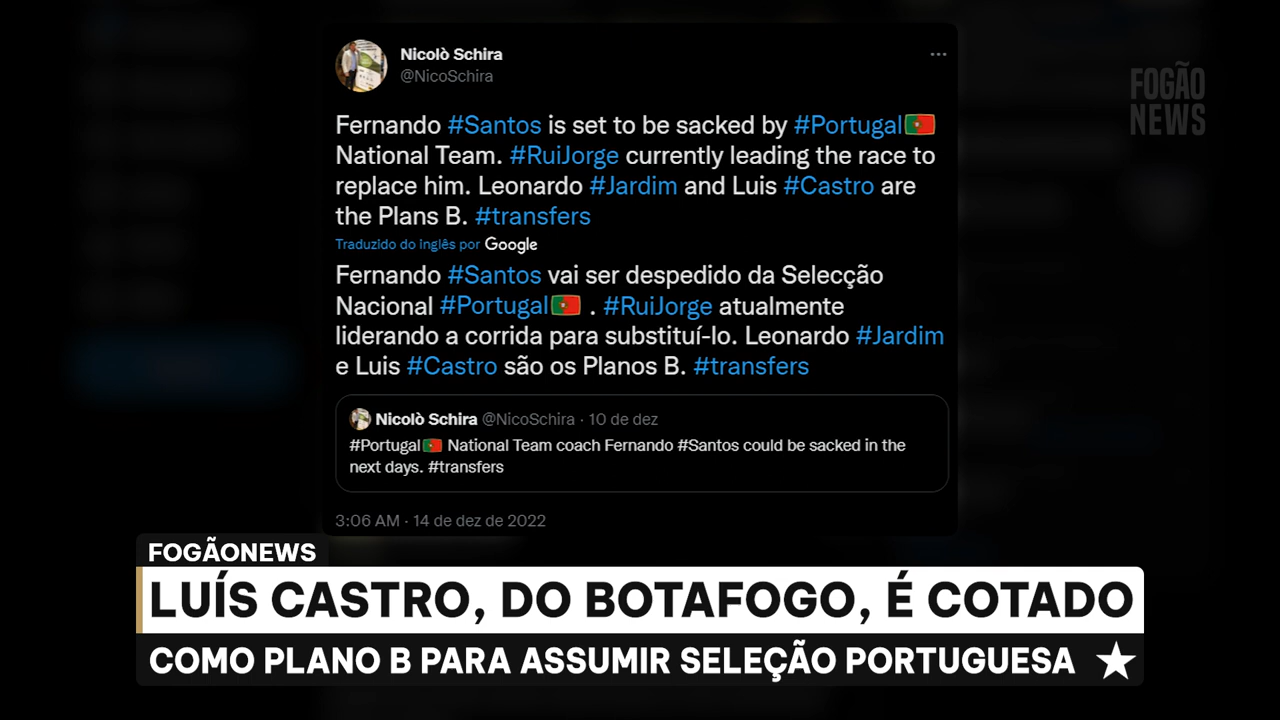 Nicolò Schira
@NicoSchira
FOGÃO
NEWS
Fernando #Santos is set to be sacked by #Portugal🇵🇹
National Team. #RuiJorge currently leading the race to
replace him. Leonardo #Jardim and Luis #Castro are
the Plans B. #transfers
Traduzido do inglês por Google
Fernando #Santos vai ser despedido da Selecção
Nacional #Portugal🇵🇹 . #RuiJorge atualmente
liderando a corrida para substituí-lo. Leonardo #Jardim
e Luis #Castro são os Planos B. #transfers
Nicolò Schira @NicoSchira · 10 de dez
#Portugal🇵🇹 National Team coach Fernando #Santos could be sacked in the
next days. #transfers
3:06 AM · 14 de dez de 2022
FOGÃONEWS
LUÍS CASTRO, DO BOTAFOGO, É COTADO
COMO PLANO B PARA ASSUMIR SELEÇÃO PORTUGUESA